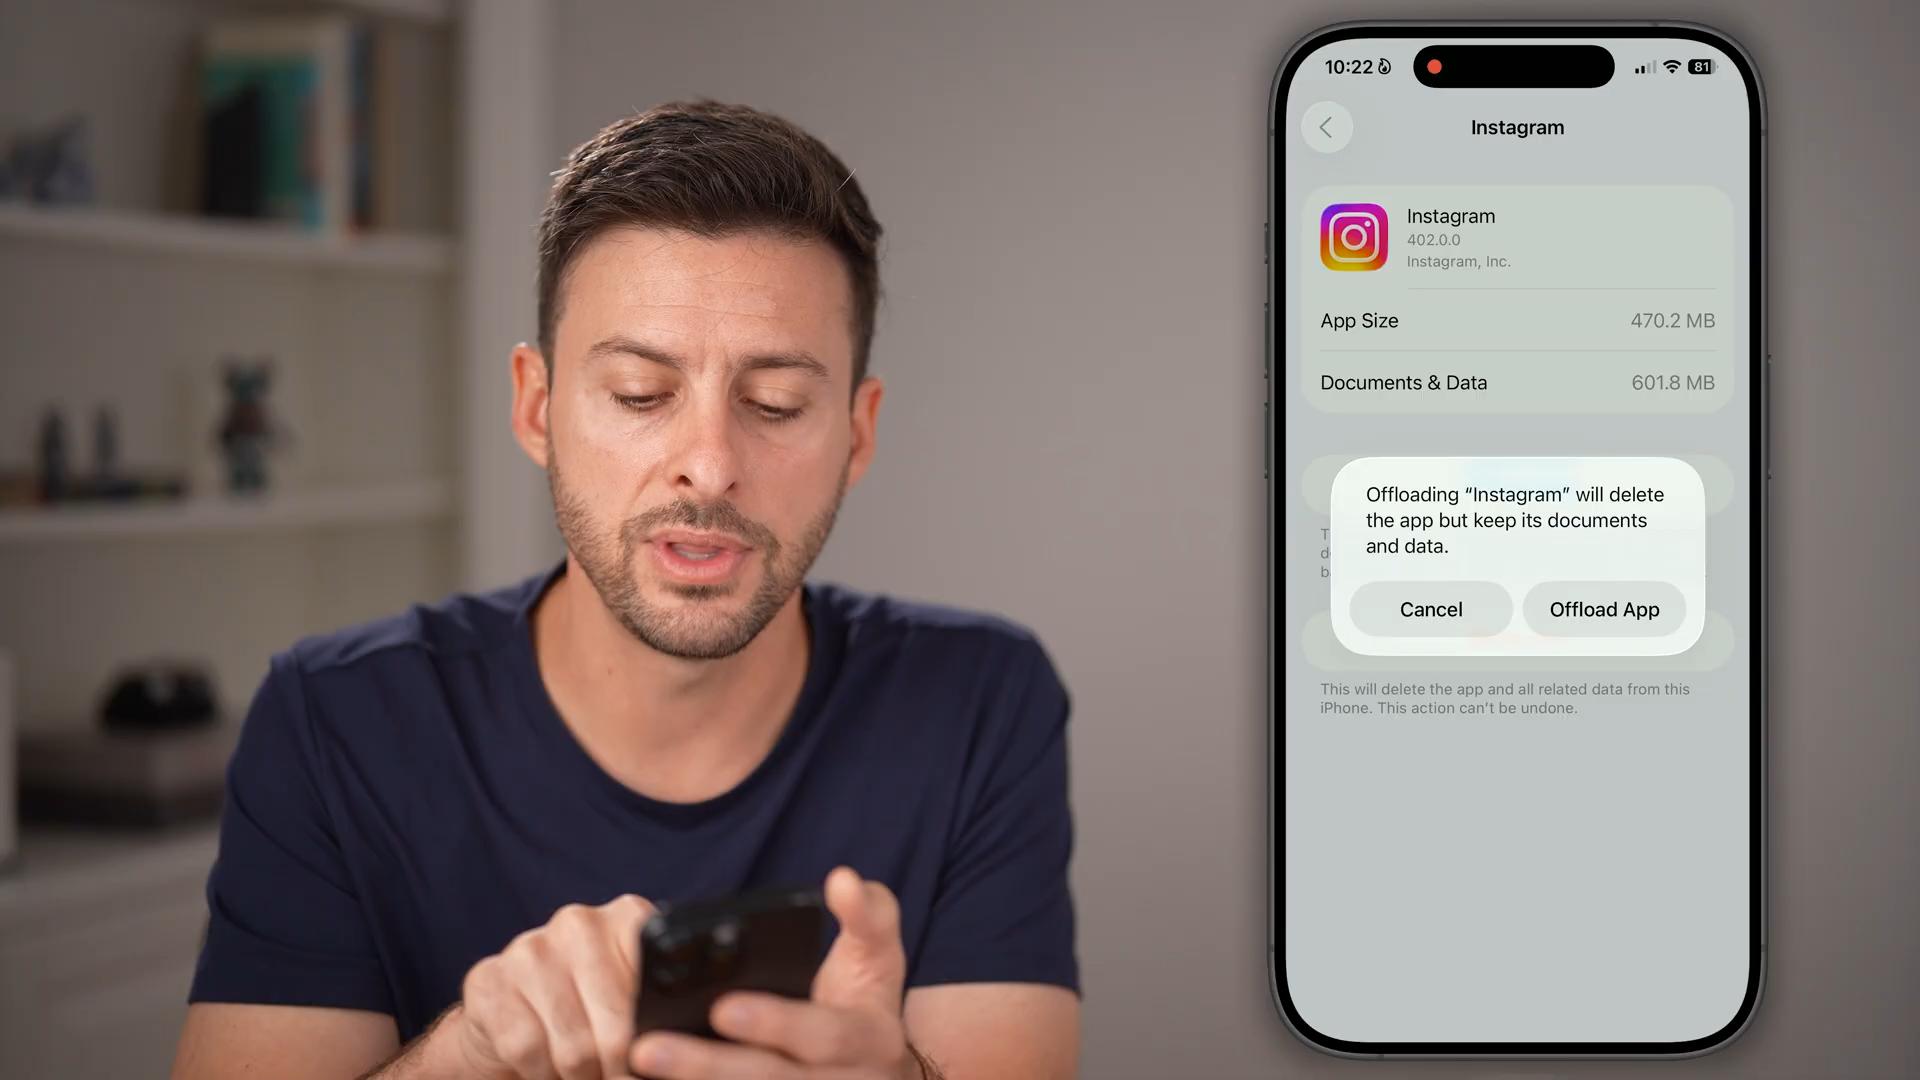 10:22
81
Instagram
Instagram
402.0.0
Instagram, Inc.
App Size 470.2 MB
Documents & Data 601.8 MB
Offloading “Instagram” will delete
the app but keep its documents
and data.
Cancel Offload App
This will delete the app and all related data from this
iPhone. This action can’t be undone.